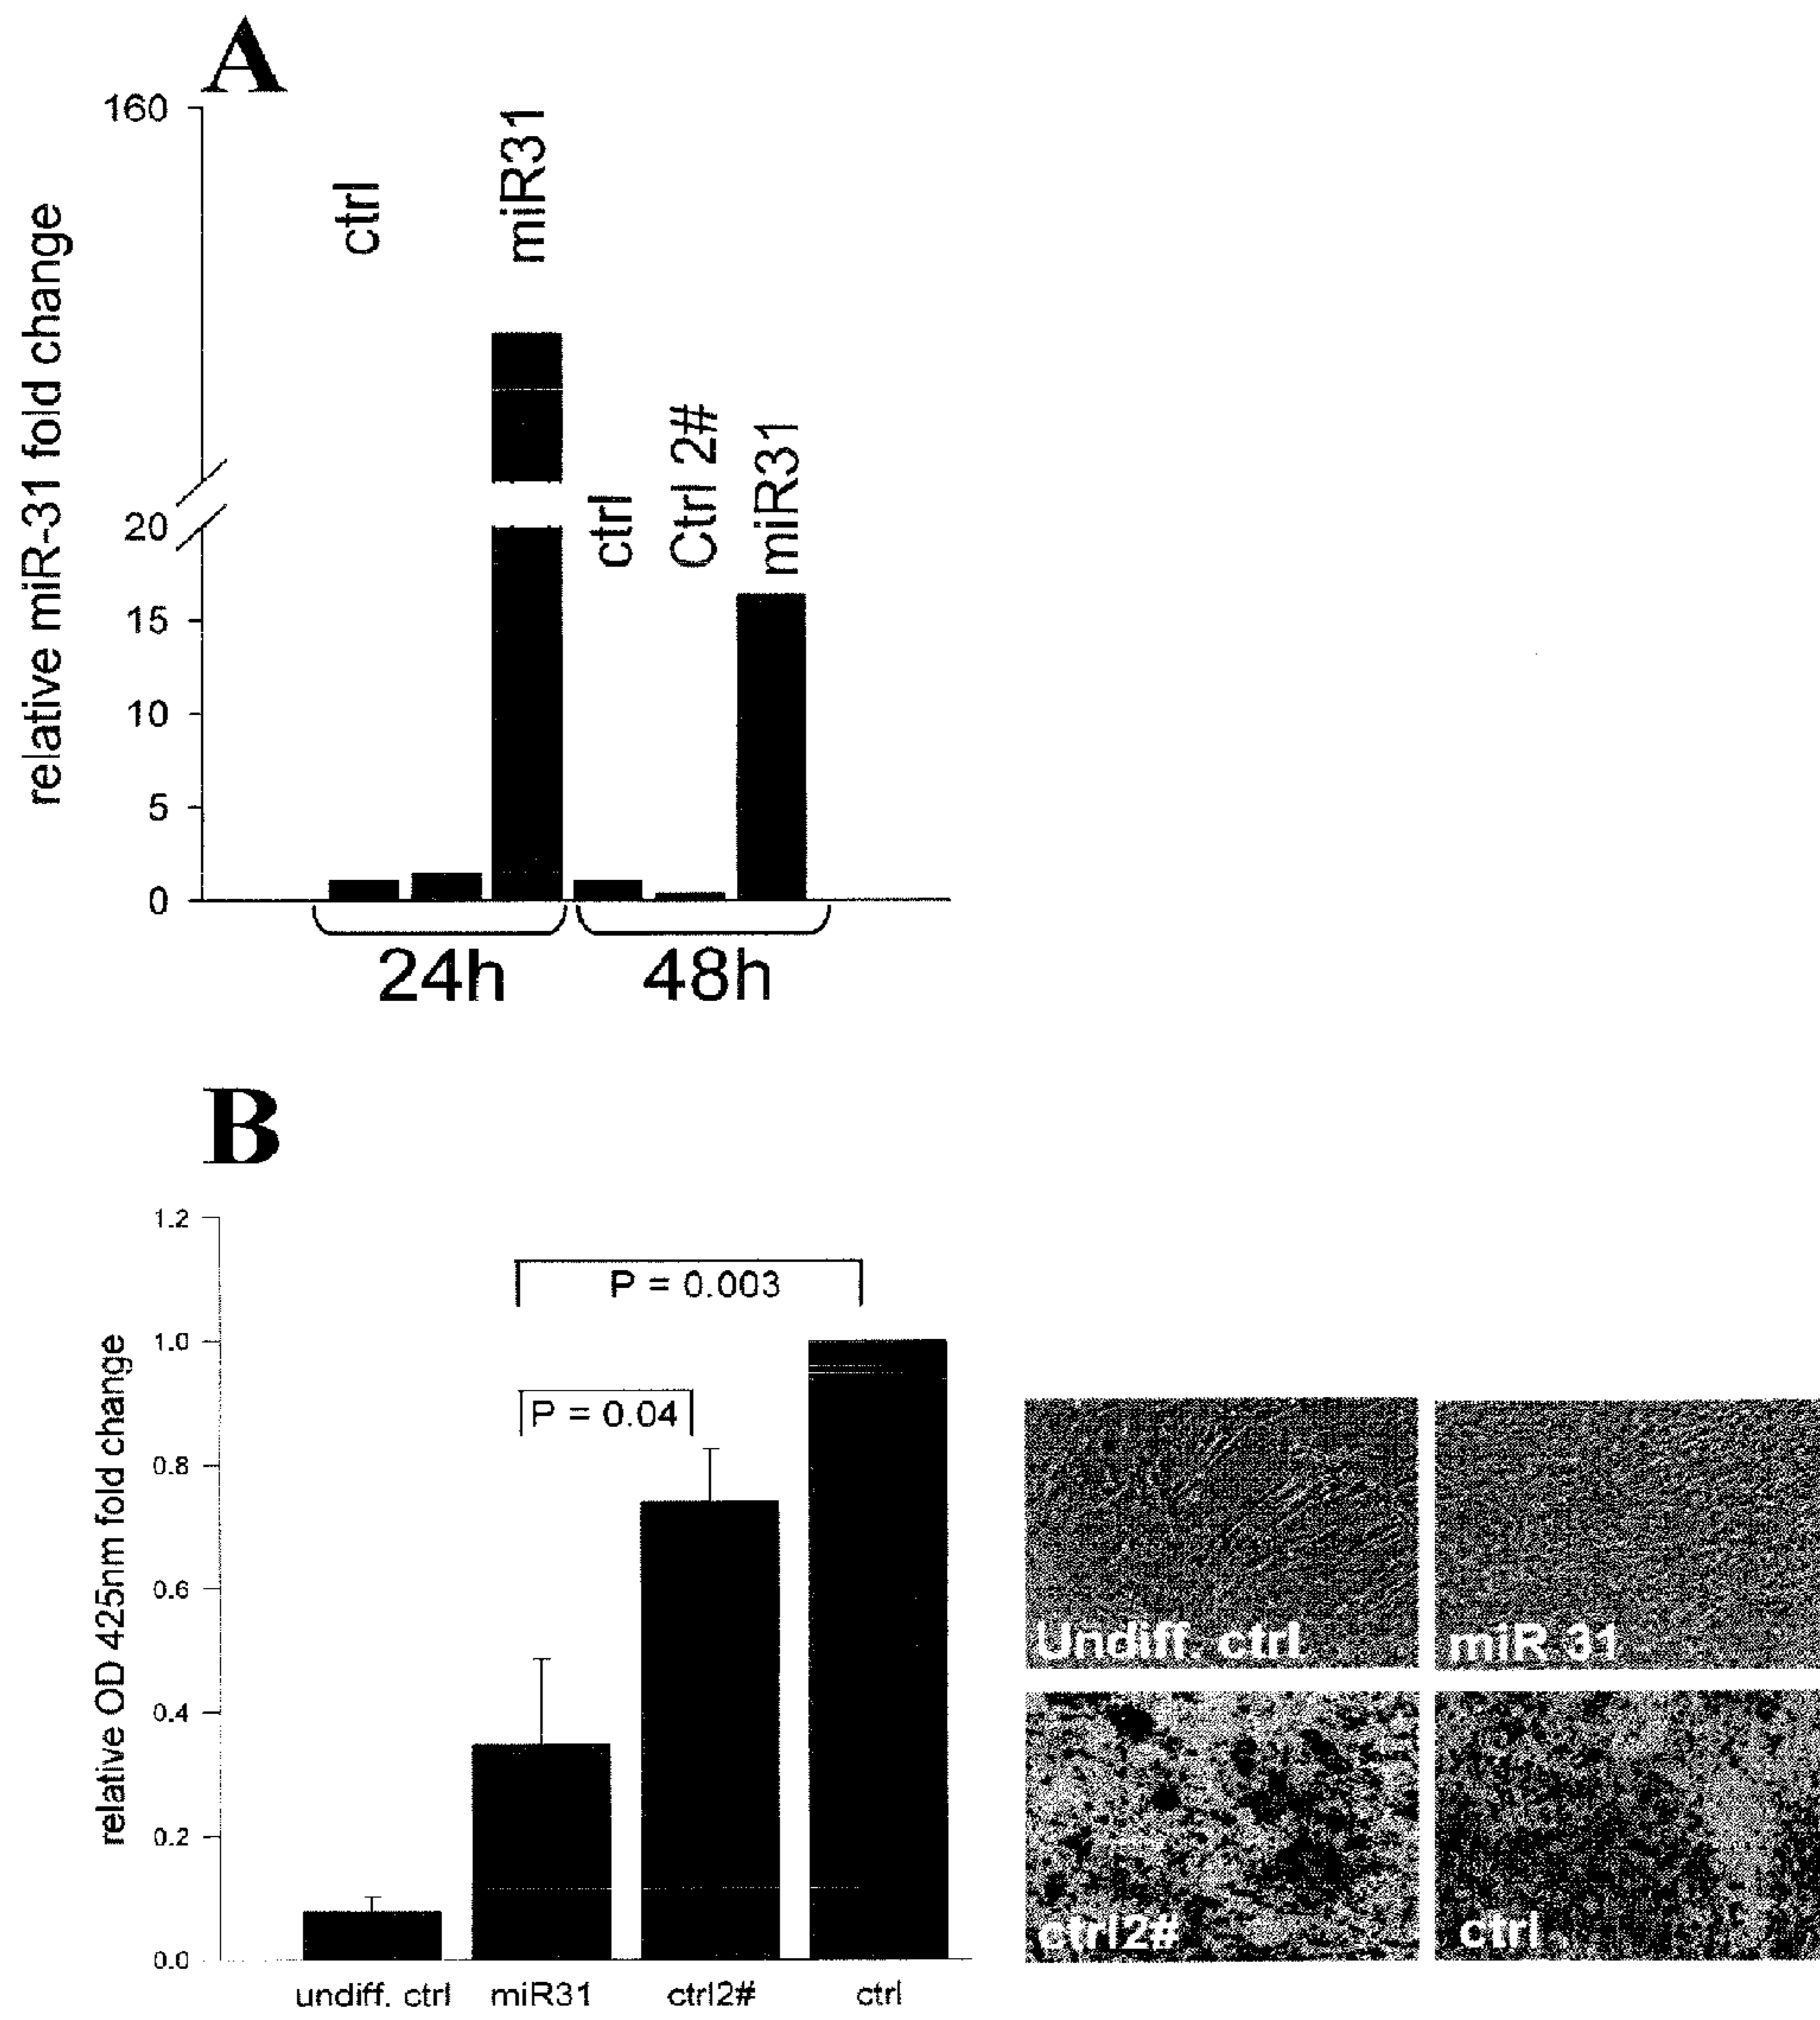 A
160
20
15
10
5
0
relative miR-31 fold change
ctrl
miR31
ctrl
Ctrl 2#
miR31
24h
48h
B
1.2
1.0
0.8
0.6
0.4
0.2
0.0
relative OD 425nm fold change
P = 0.003
P = 0.04
undiff. ctrl
miR31
ctrl2#
ctrl
Undiff. ctrl
miR 31
ctrl2#
ctrl